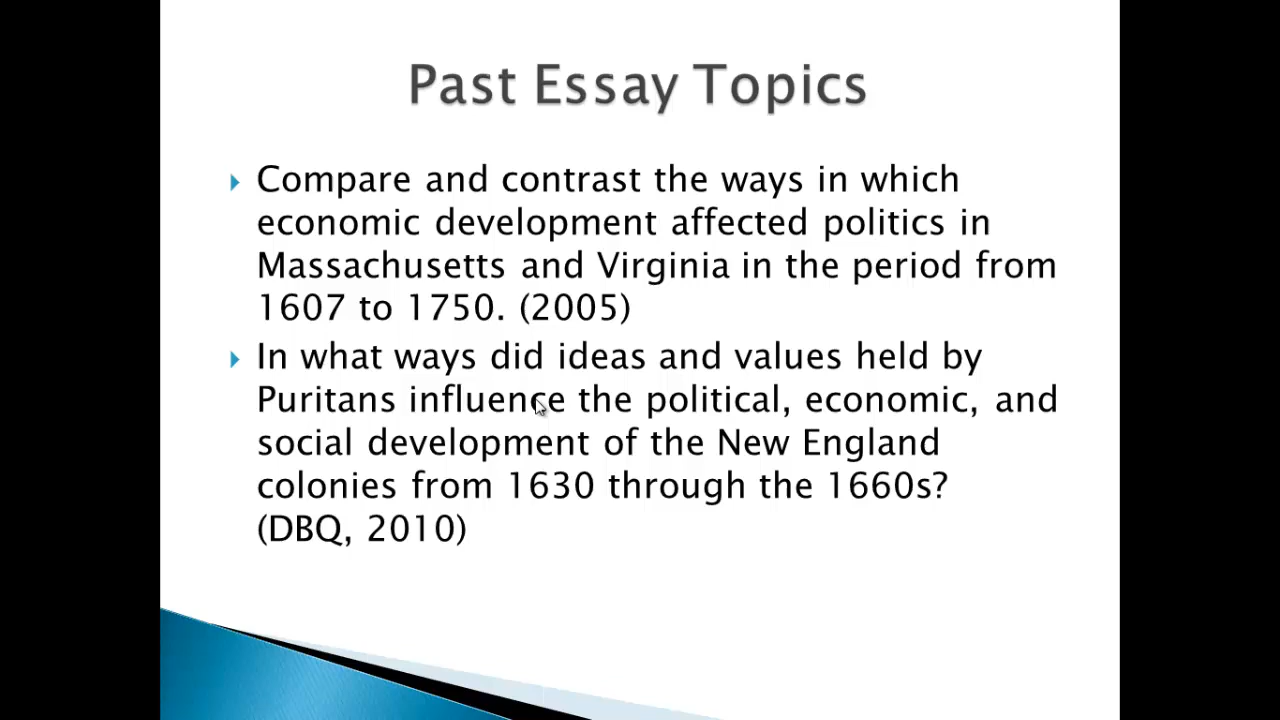 Past Essay Topics
Compare and contrast the ways in which
economic development affected politics in
Massachusetts and Virginia in the period from
1607 to 1750. (2005)
In what ways did ideas and values held by
Puritans influence the political, economic, and
social development of the New England
colonies from 1630 through the 1660s?
(DBQ, 2010)